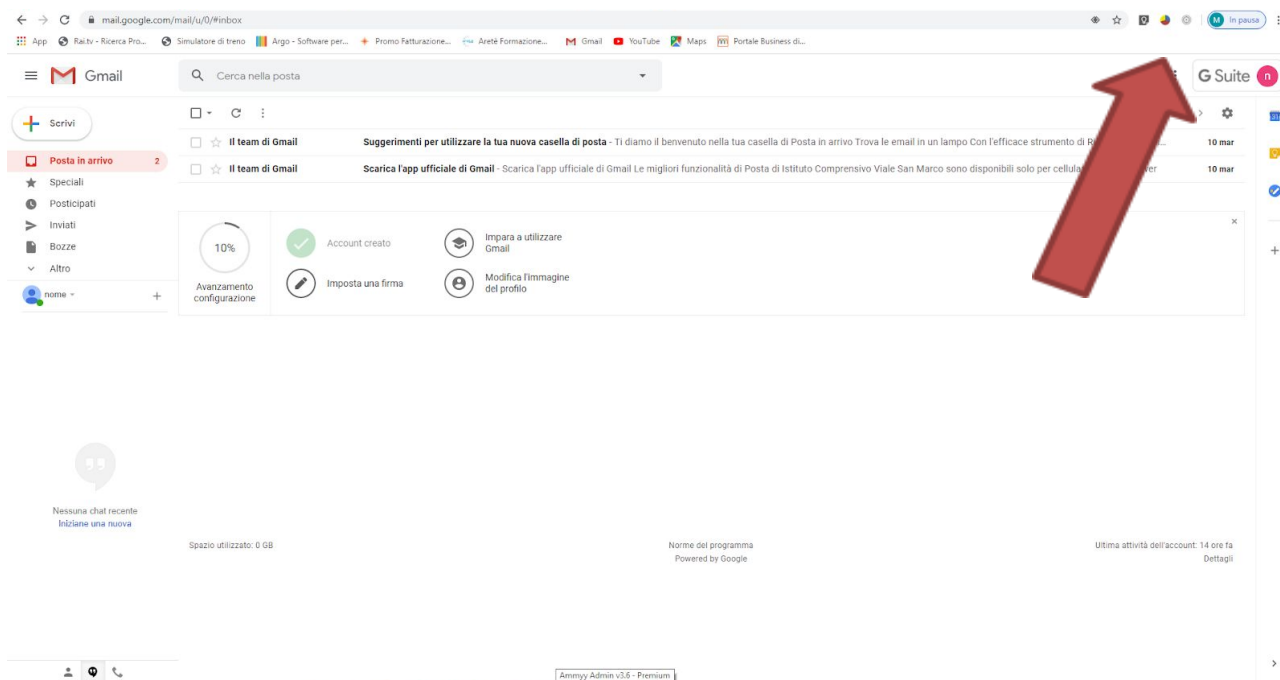 mail.google.com/mail/u/0/#inbox
M In pausa
App Rai.tv - Ricerca Pro... Simulatore di treno Argo - Software per... Promo Fatturazione... Aretè Formazione... Gmail YouTube Maps Portale Business di...
Gmail
Cerca nella posta
G Suite n
Scrivi
Posta in arrivo 2
Speciali
Posticipati
Inviati
Bozze
Altro
nome
Il team di Gmail Suggerimenti per utilizzare la tua nuova casella di posta - Ti diamo il benvenuto nella tua casella di Posta in arrivo Trova le email in un lampo Con l'efficace strumento di 10 mar
Il team di Gmail Scarica l'app ufficiale di Gmail - Scarica l'app ufficiale di Gmail Le migliori funzionalità di Posta di Istituto Comprensivo Viale San Marco sono disponibili solo per 10 mar
10%
Avanzamento
configurazione
Account creato
Imposta una firma
Impara a utilizzare
Gmail
Modifica l'immagine
del profilo
Nessuna chat recente
Iniziane una nuova
Spazio utilizzato: 0 GB
Norme del programma
Powered by Google
Ultima attività dell'account: 14 ore fa
Dettagli
31
Ammyy Admin v3.6 - Premium